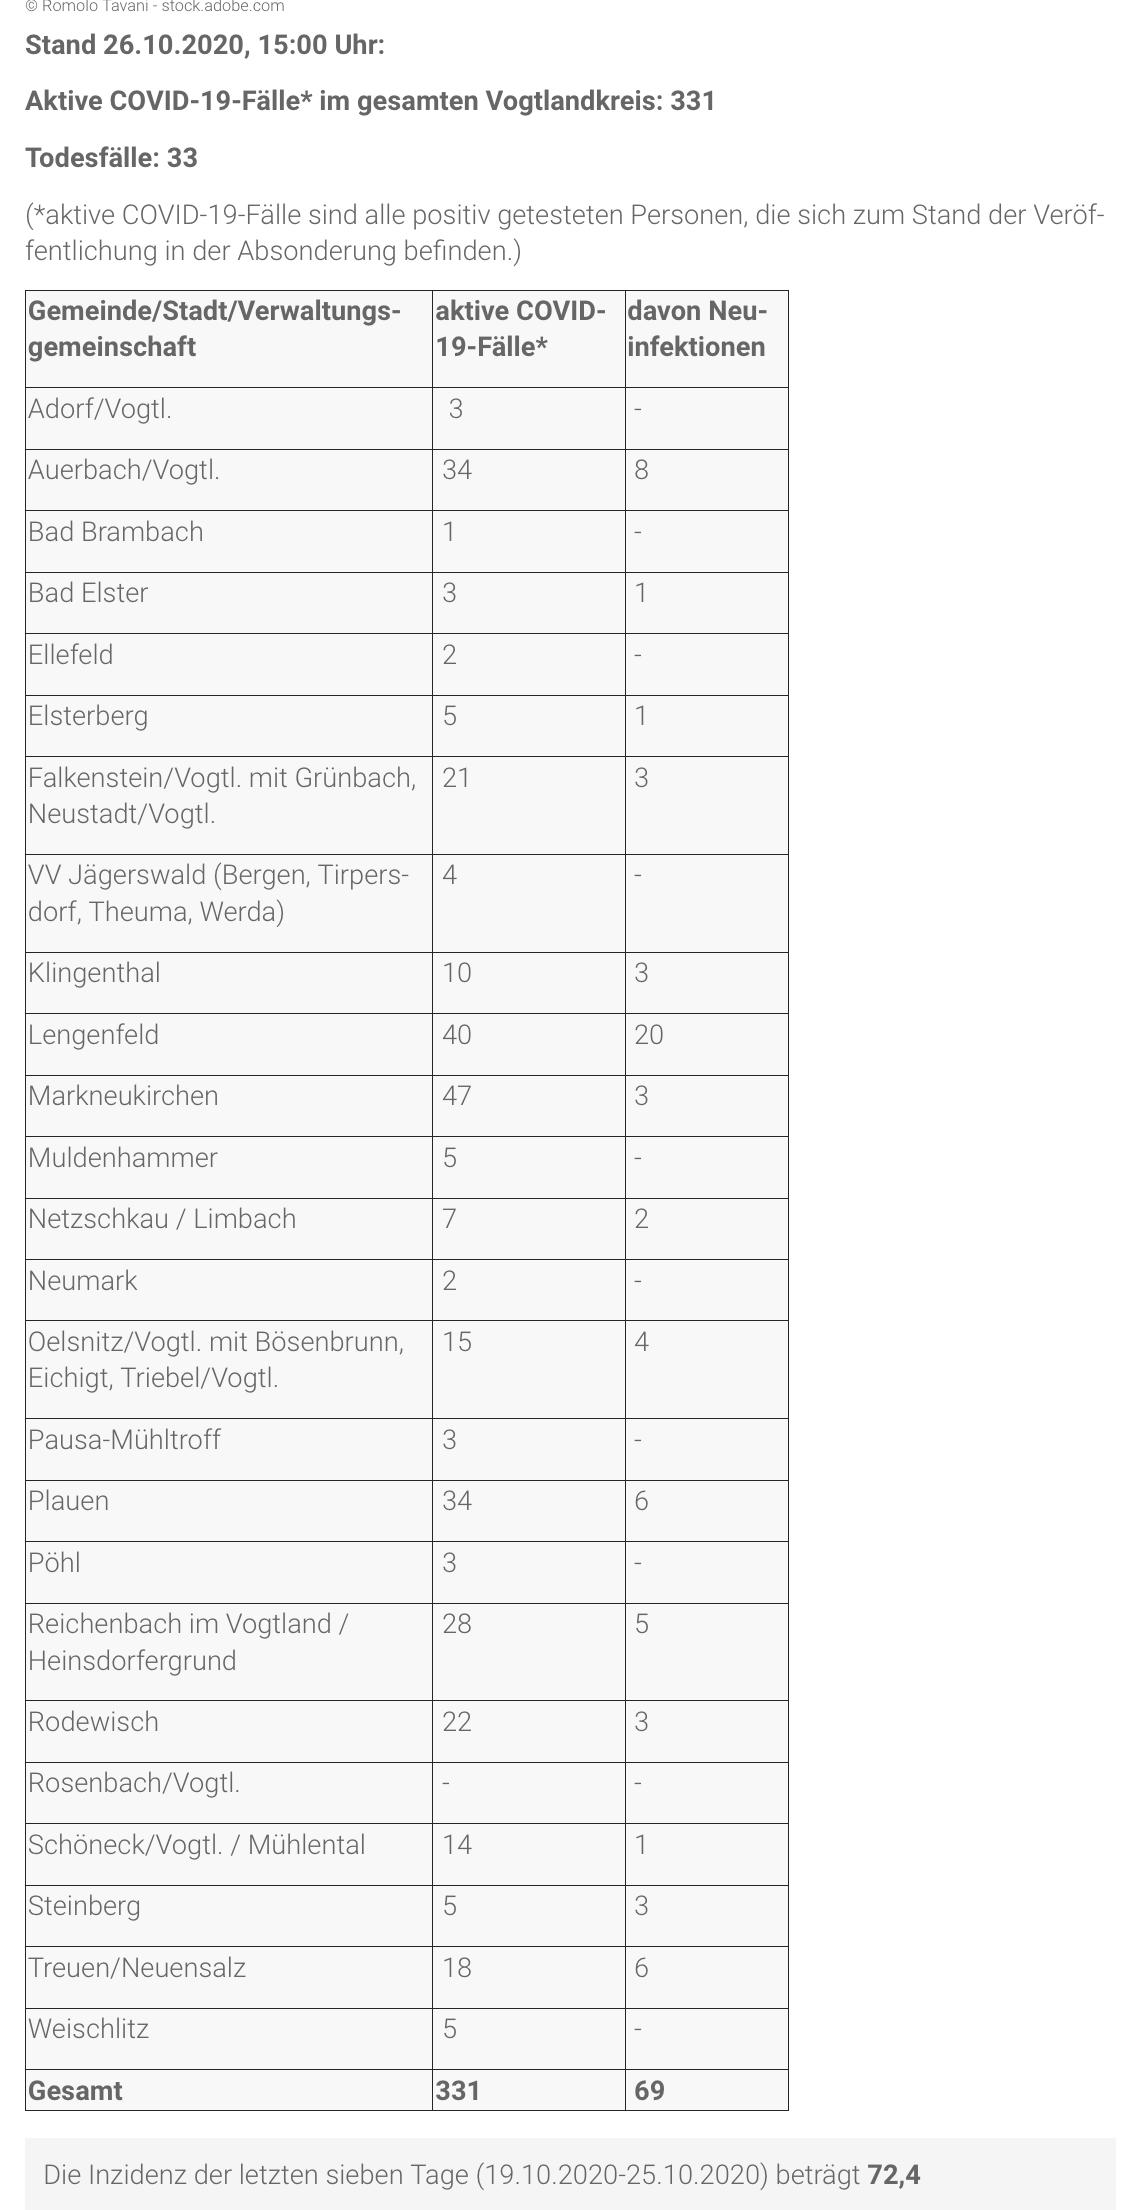 © Romolo Tavani - stock.adobe.com
Stand 26.10.2020, 15:00 Uhr:
Aktive COVID-19-Fälle* im gesamten Vogtlandkreis: 331
Todesfälle: 33
(*aktive COVID-19-Fälle sind alle positiv getesteten Personen, die sich zum Stand der Veröf-
fentlichung in der Absonderung befinden.)
Gemeinde/Stadt/Verwaltungs- aktive COVID- davon Neu-
gemeinschaft 19-Fälle* infektionen
Adorf/Vogtl. 3 -
Auerbach/Vogtl. 34 8
Bad Brambach 1 -
Bad Elster 3 1
Ellefeld 2 -
Elsterberg 5 1
Falkenstein/Vogtl. mit Grünbach, 21 3
Neustadt/Vogtl.
VV Jägerswald (Bergen, Tirpers- 4 -
dorf, Theuma, Werda)
Klingenthal 10 3
Lengenfeld 40 20
Markneukirchen 47 3
Muldenhammer 5 -
Netzschkau / Limbach 7 2
Neumark 2 -
Oelsnitz/Vogtl. mit Bösenbrunn, 15 4
Eichigt, Triebel/Vogtl.
Pausa-Mühltroff 3 -
Plauen 34 6
Pöhl 3 -
Reichenbach im Vogtland / 28 5
Heinsdorfergrund
Rodewisch 22 3
Rosenbach/Vogtl. - -
Schöneck/Vogtl. / Mühlental 14 1
Steinberg 5 3
Treuen/Neuensalz 18 6
Weischlitz 5 -
Gesamt 331 69
Die Inzidenz der letzten sieben Tage (19.10.2020-25.10.2020) beträgt 72,4